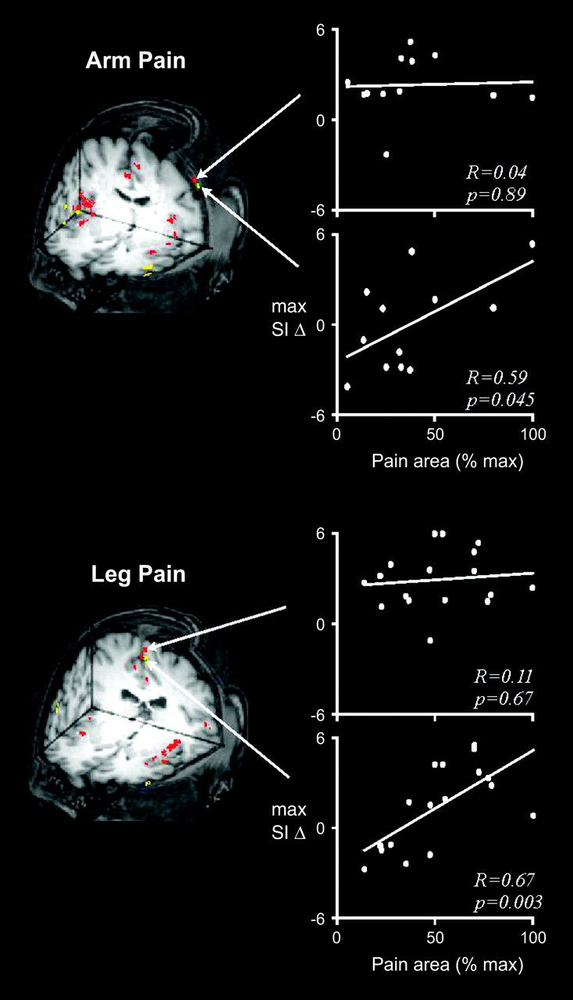 Arm Pain
6
0
-6
R=0.04
p=0.89
6
max
SI Δ
0
-6
R=0.59
p=0.045
0
50
100
Pain area (% max)
Leg Pain
6
0
-6
R=0.11
p=0.67
6
max
SI Δ
0
-6
R=0.67
p=0.003
0
50
100
Pain area (% max)